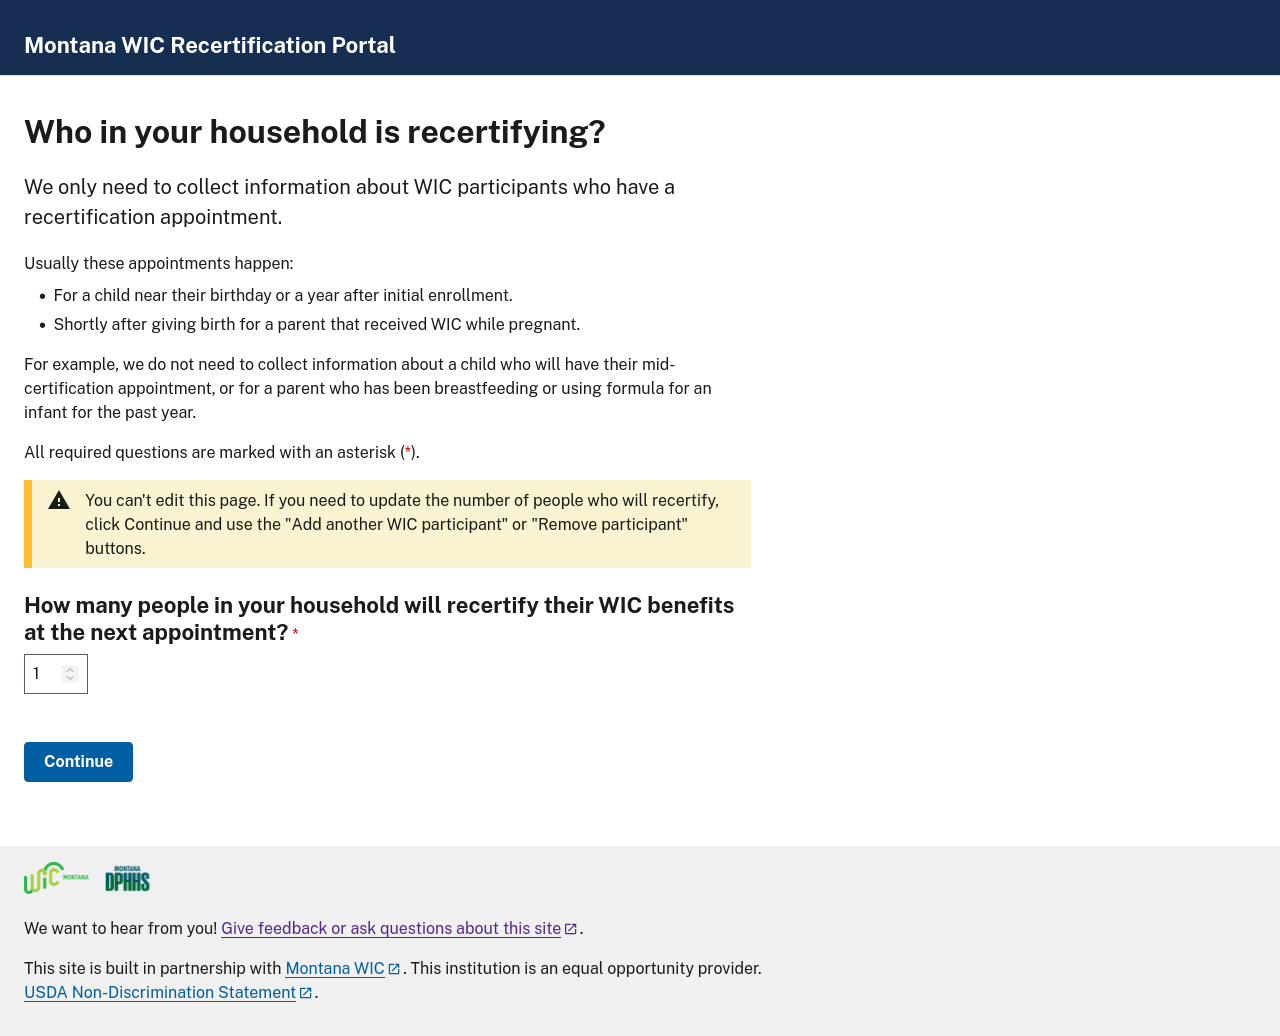 Montana WIC Recertification Portal
Who in your household is recertifying?
We only need to collect information about WIC participants who have a
recertification appointment.
Usually these appointments happen:
• For a child near their birthday or a year after initial enrollment.
• Shortly after giving birth for a parent that received WIC while pregnant.
For example, we do not need to collect information about a child who will have their mid-
certification appointment, or for a parent who has been breastfeeding or using formula for an
infant for the past year.
All required questions are marked with an asterisk (*).
You can't edit this page. If you need to update the number of people who will recertify,
click Continue and use the "Add another WIC participant" or "Remove participant"
buttons.
How many people in your household will recertify their WIC benefits
at the next appointment? *
1
Continue
WIC MONTANA
MONTANA
DPHHS
We want to hear from you! Give feedback or ask questions about this site.
This site is built in partnership with Montana WIC. This institution is an equal opportunity provider.
USDA Non-Discrimination Statement.